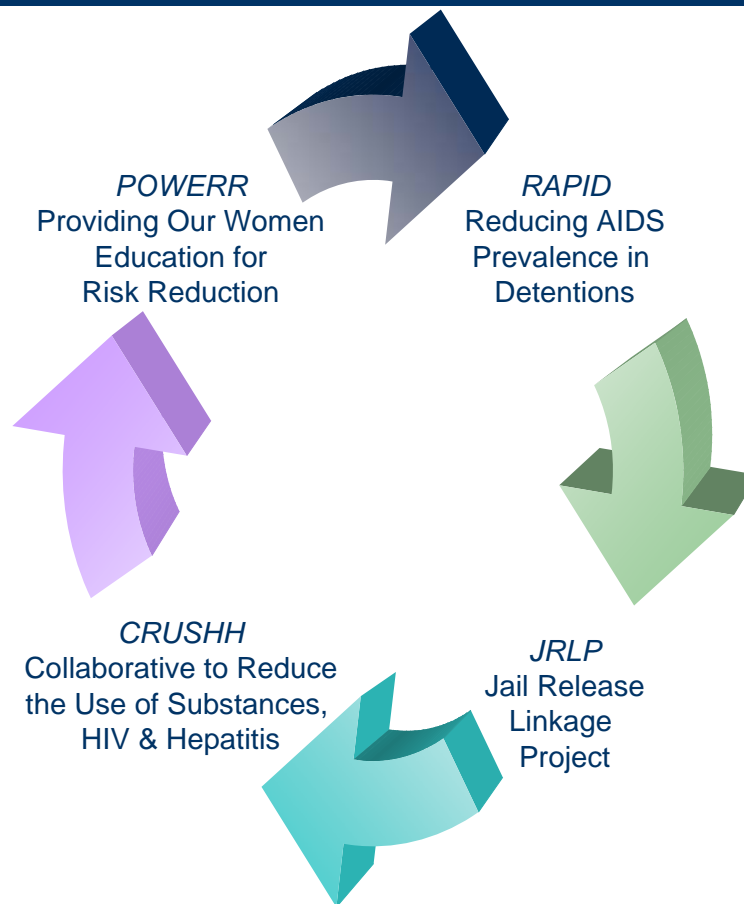 POWERR
Providing Our Women
Education for
Risk Reduction
RAPID
Reducing AIDS
Prevalence in
Detentions
CRUSHH
Collaborative to Reduce
the Use of Substances,
HIV & Hepatitis
JRLP
Jail Release
Linkage
Project